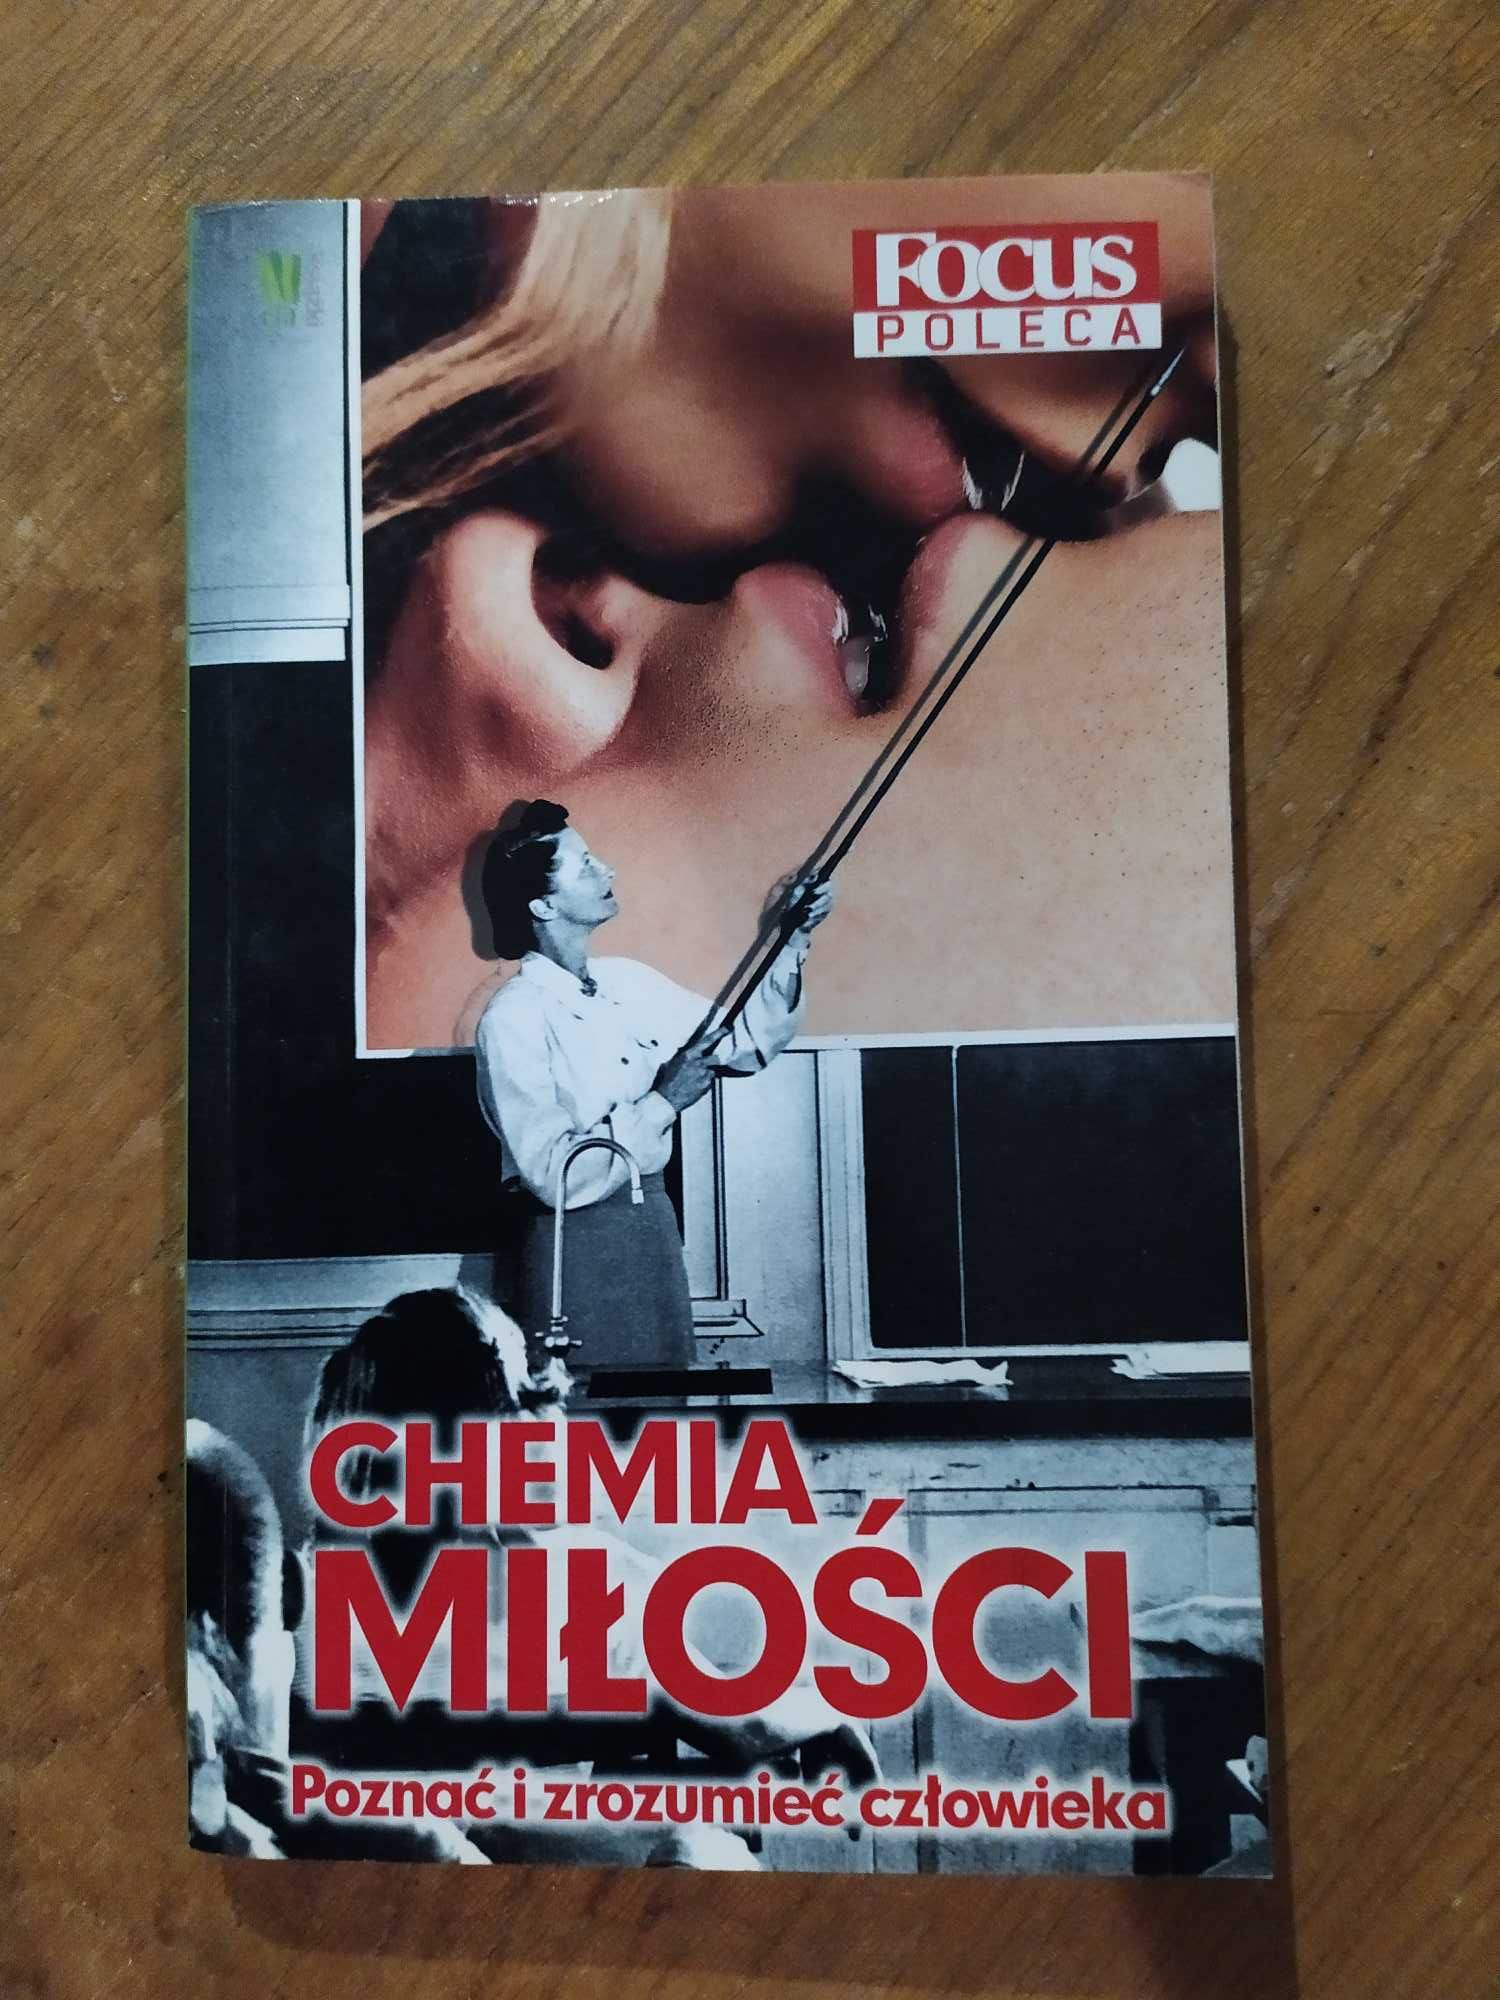 FOCUS
POLECA
CHEMIA
MIŁOŚCI
Poznać i zrozumieć człowieka